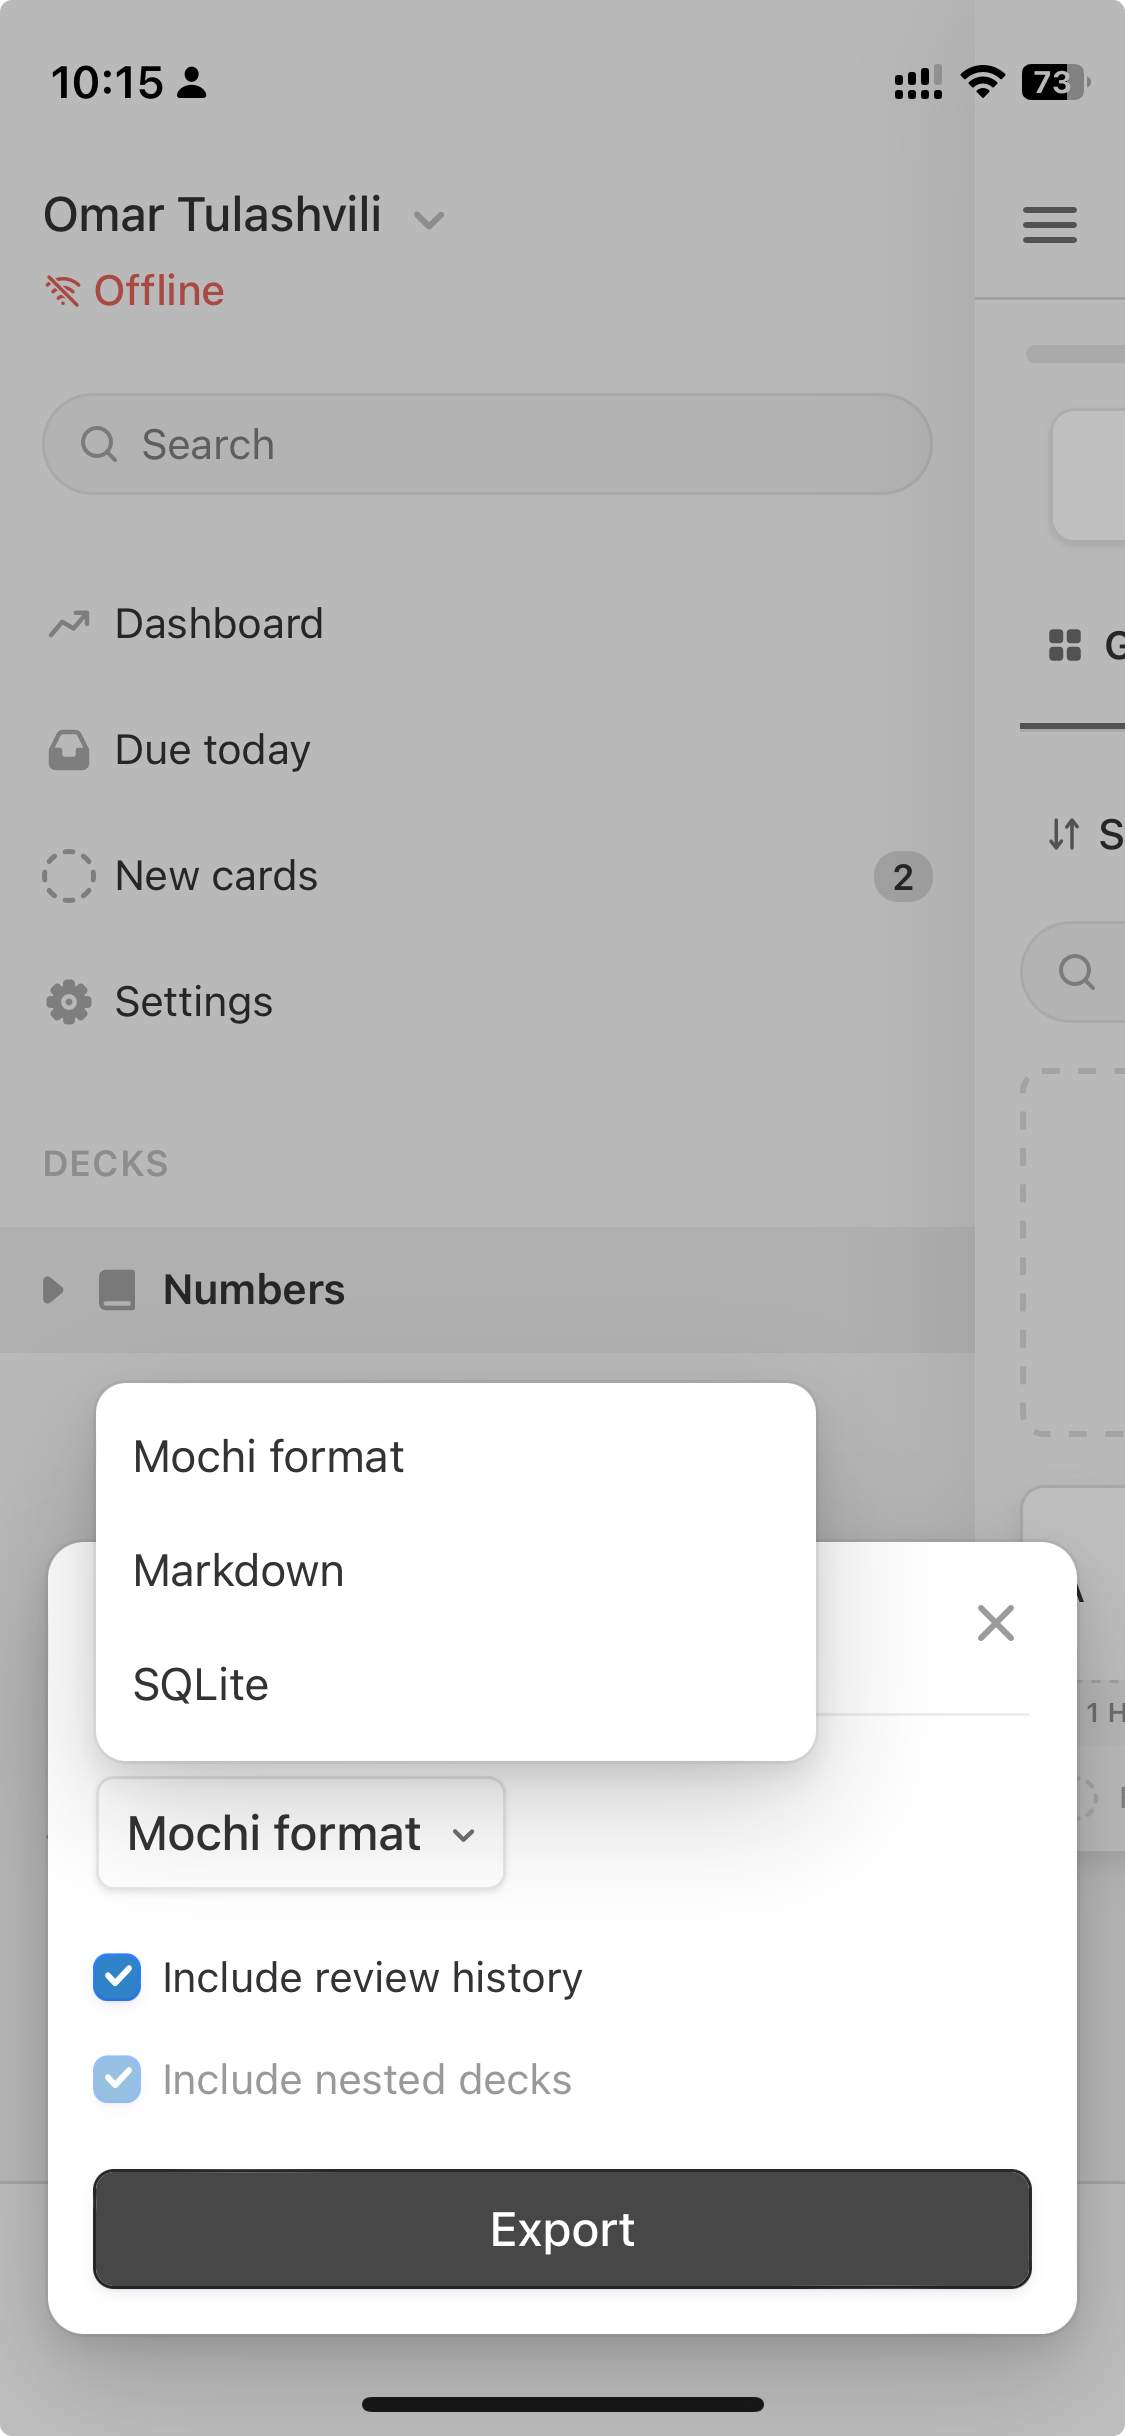 10:15
73
Omar Tulashvili
Offline
Search
Dashboard
Due today
New cards
2
Settings
DECKS
Numbers
Mochi format
Markdown
SQLite
1 H
Mochi format
Include review history
Include nested decks
Export